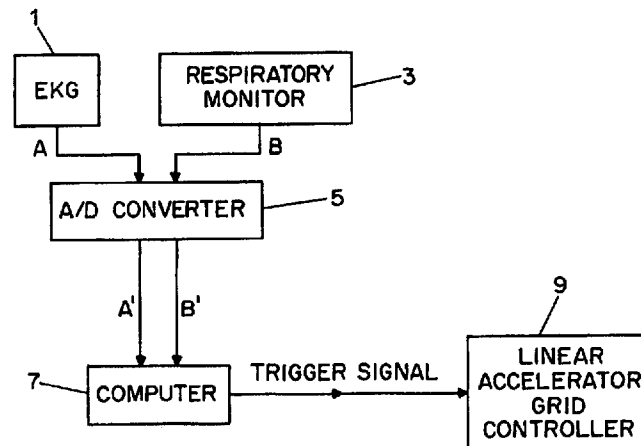 1
EKG
RESPIRATORY
MONITOR
3
A
B
A/D CONVERTER
5
A'
B'
7
COMPUTER
TRIGGER SIGNAL
9
LINEAR
ACCELERATOR
GRID
CONTROLLER